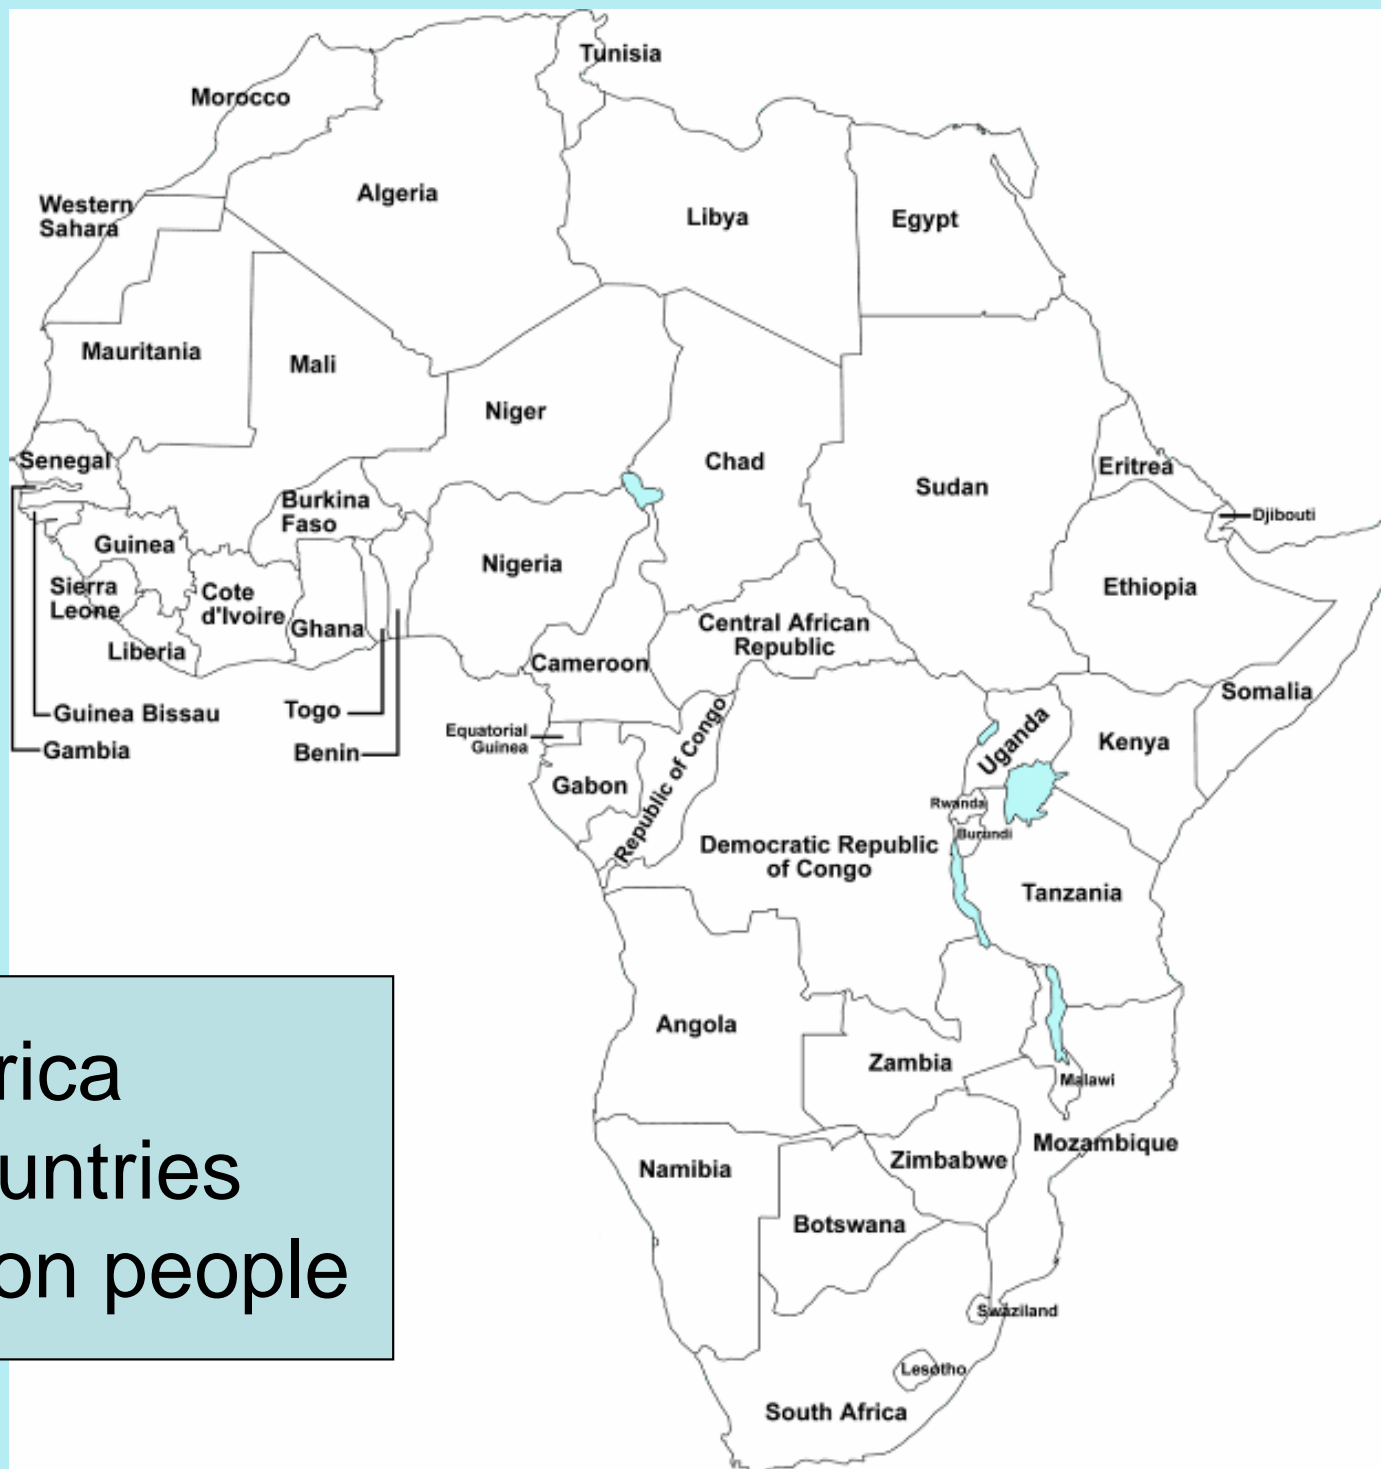 Tunisia
Morocco
Algeria
Western
Sahara
Libya
Egypt
Mauritania
Mali
Niger
Chad
Sudan
Eritrea
Senegal
Burkina
Faso
Djibouti
Guinea
Nigeria
Ethiopia
Sierra
Leone
Cote
d'Ivoire
Ghana
Central African
Republic
Liberia
Cameroon
Somalia
Guinea Bissau
Togo
Equatorial
Guinea
Republic of Congo
Uganda
Kenya
Gambia
Benin
Gabon
Rwanda
Burundi
Democratic Republic
of Congo
Tanzania
Angola
Zambia
Malawi
Mozambique
Zimbabwe
Namibia
Botswana
Swaziland
Lesotho
South Africa
rica
untries
on people